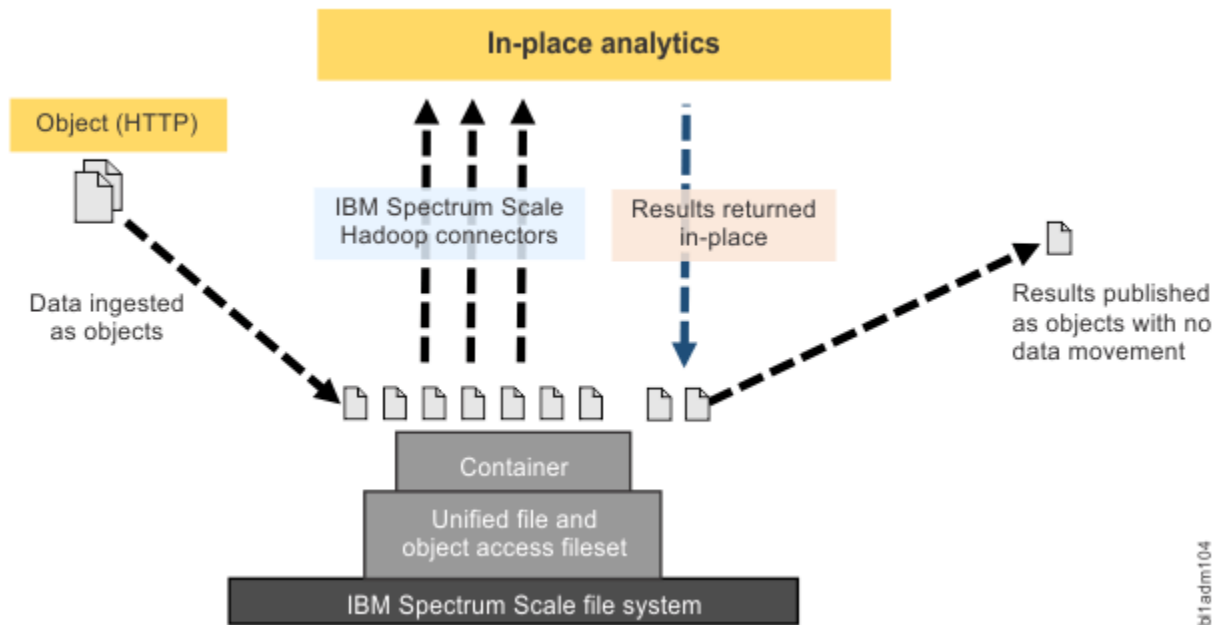 In-place analytics
Object (HTTP)
IBM Spectrum Scale
Hadoop connectors
Results returned
in-place
Data ingested
as objects
Results published
as objects with no
data movement
Container
Unified file and
object access fileset
IBM Spectrum Scale file system
bl1adm104